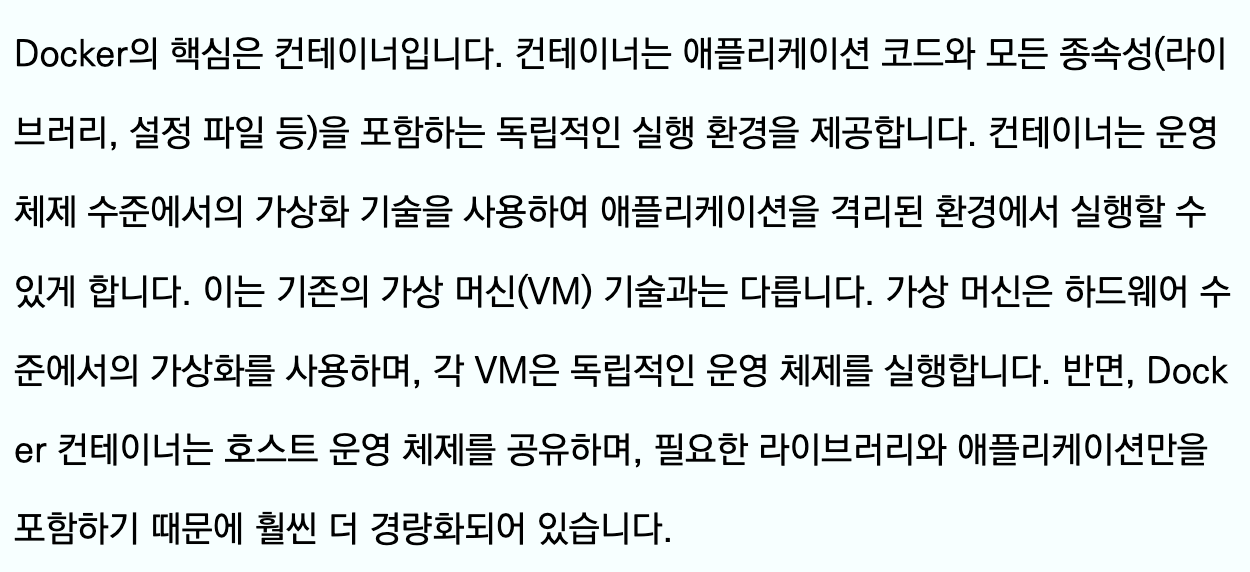 Docker의 핵심은 컨테이너입니다. 컨테이너는 애플리케이션 코드와 모든 종속성(라이
브러리, 설정 파일 등)을 포함하는 독립적인 실행 환경을 제공합니다. 컨테이너는 운영
체제 수준에서의 가상화 기술을 사용하여 애플리케이션을 격리된 환경에서 실행할 수
있게 합니다. 이는 기존의 가상 머신(VM) 기술과는 다릅니다. 가상 머신은 하드웨어 수
준에서의 가상화를 사용하며, 각 VM은 독립적인 운영 체제를 실행합니다. 반면, Dock
er 컨테이너는 호스트 운영 체제를 공유하며, 필요한 라이브러리와 애플리케이션만을
포함하기 때문에 훨씬 더 경량화되어 있습니다.